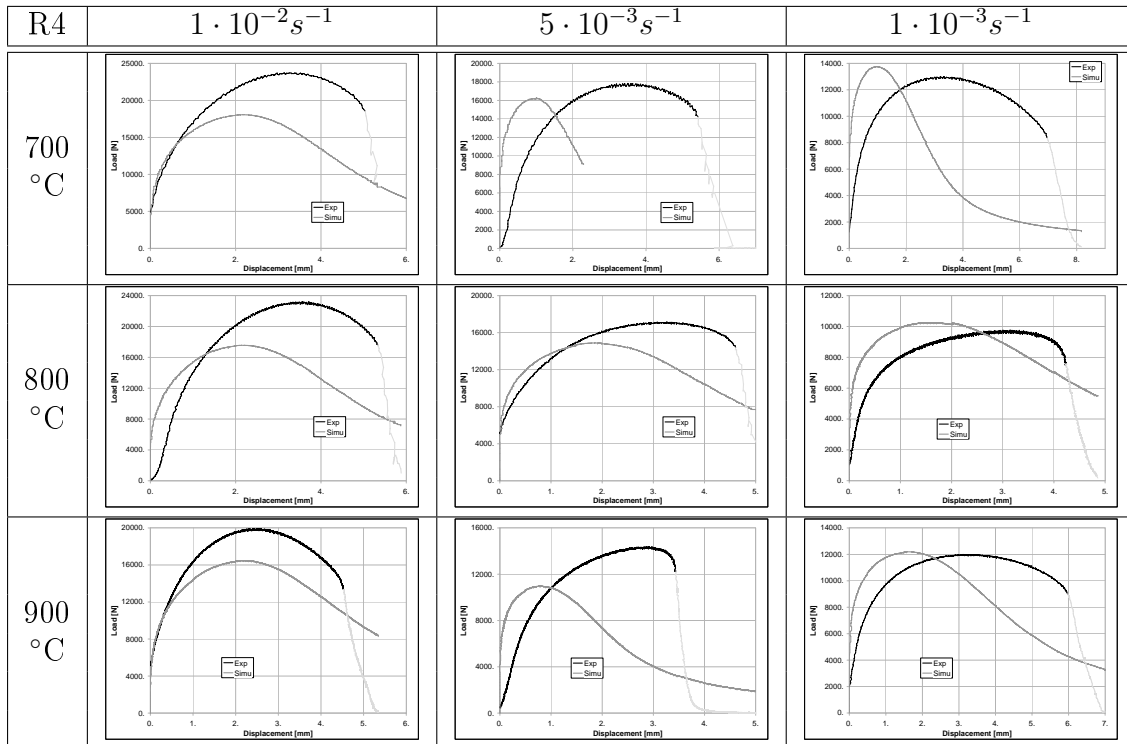 R4 1 · 10⁻²s⁻¹ 5 · 10⁻³s⁻¹ 1 · 10⁻³s⁻¹
700
°C
Load [N]
25000.
20000.
15000.
10000.
5000.
0.
0. 2. 4. 6.
Displacement [mm]
Exp
Simu
Load [N]
20000.
18000.
16000.
14000.
12000.
10000.
8000.
6000.
4000.
2000.
0.
0. 2. 4. 6.
Displacement [mm]
Exp
Simu
Load [N]
14000.
12000.
10000.
8000.
6000.
4000.
2000.
0.
0. 2. 4. 6. 8.
Displacement [mm]
Exp
Simu
800
°C
Load [N]
24000.
20000.
16000.
12000.
8000.
4000.
0.
0. 2. 4. 6.
Displacement [mm]
Exp
Simu
Load [N]
20000.
16000.
12000.
8000.
4000.
0.
0. 1. 2. 3. 4. 5.
Displacement [mm]
Exp
Simu
Load [N]
12000.
10000.
8000.
6000.
4000.
2000.
0.
0. 1. 2. 3. 4. 5.
Displacement [mm]
Exp
Simu
900
°C
Load [N]
20000.
16000.
12000.
8000.
4000.
0.
0. 1. 2. 3. 4. 5. 6.
Displacement [mm]
Exp
Simu
Load [N]
16000.
12000.
8000.
4000.
0.
0. 1. 2. 3. 4. 5.
Displacement [mm]
Exp
Simu
Load [N]
14000.
12000.
10000.
8000.
6000.
4000.
2000.
0.
0. 1. 2. 3. 4. 5. 6. 7.
Displacement [mm]
Exp
Simu